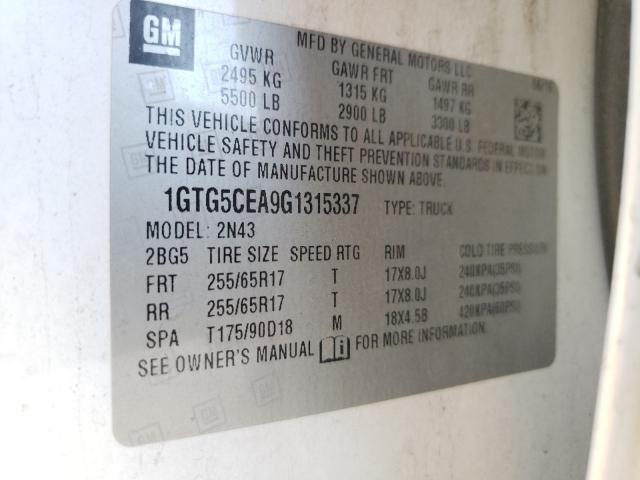 GM
MFD BY GENERAL MOTORS LLC
GVWR GAWR FRT GAWR RR
2495 KG 1315 KG 1497 KG
5500 LB 2900 LB 3300 LB
THIS VEHICLE CONFORMS TO ALL APPLICABLE U.S. FEDERAL MOTOR
VEHICLE SAFETY AND THEFT PREVENTION STANDARDS IN EFFECT ON
THE DATE OF MANUFACTURE SHOWN ABOVE.
1GTG5CEA9G1315337 TYPE: TRUCK
MODEL: 2N43
2BG5 TIRE SIZE SPEED RTG RIM COLD TIRE PRESSURE
FRT 255/65R17 T 17X8.0J 240KPA(35PSI)
RR 255/65R17 T 17X8.0J 240KPA(35PSI)
SPA T175/90D18 M 18X4.5B 420KPA(60PSI)
SEE OWNER'S MANUAL FOR MORE INFORMATION.